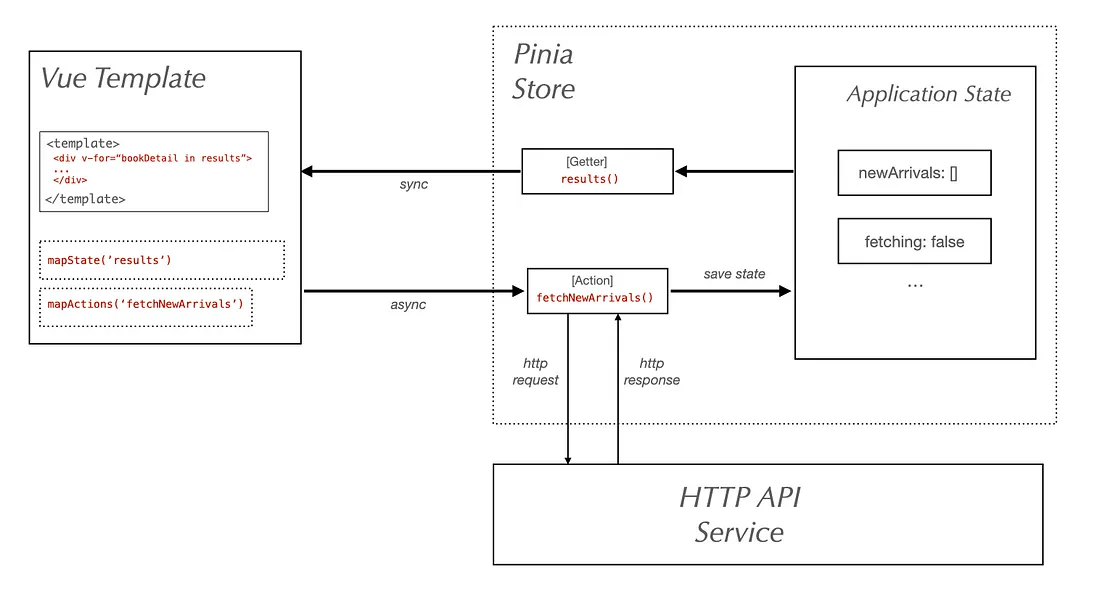 Vue Template
<template>
<div v-for=“bookDetail in results”>
...
</div>
</template>
mapState(‘results’)
mapActions(‘fetchNewArrivals’)
sync
async
Pinia
Store
[Getter]
results()
[Action]
fetchNewArrivals()
save state
http
request
http
response
Application State
newArrivals: []
fetching: false
...
HTTP API
Service